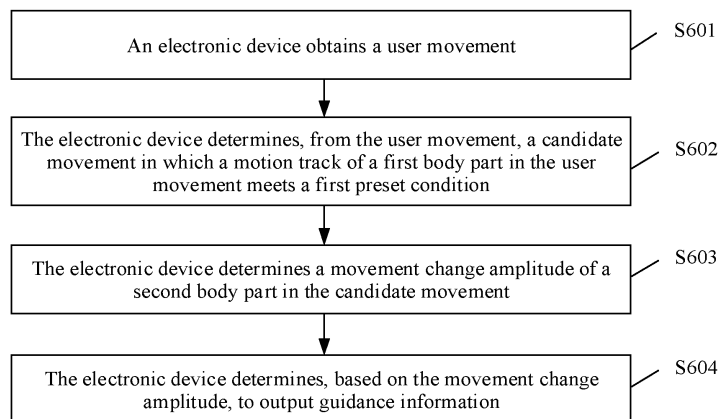 An electronic device obtains a user movement
S601
The electronic device determines, from the user movement, a candidate
movement in which a motion track of a first body part in the user
movement meets a first preset condition
S602
The electronic device determines a movement change amplitude of a
second body part in the candidate movement
S603
The electronic device determines, based on the movement change
amplitude, to output guidance information
S604